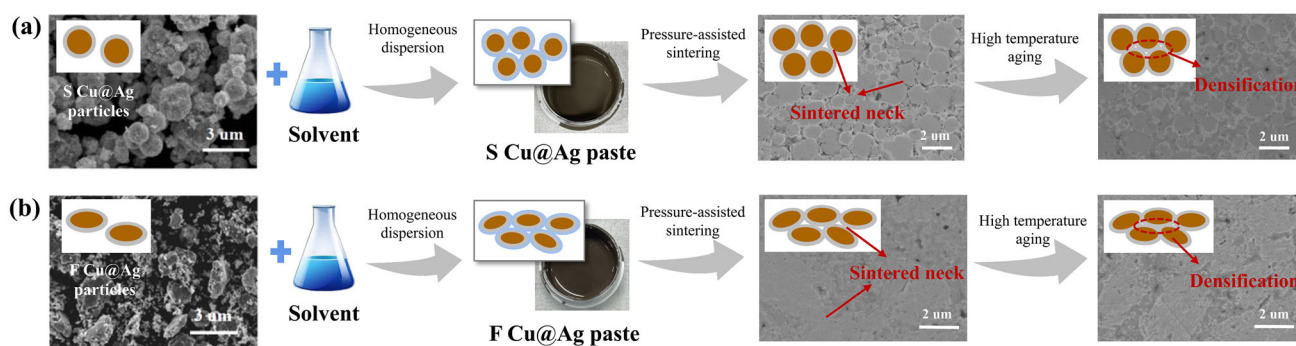 (a)
S Cu@Ag
particles
3 um
Solvent
Homogeneous
dispersion
S Cu@Ag paste
Pressure-assisted
sintering
Sintered neck
2 um
High temperature
aging
Densification
2 um
(b)
F Cu@Ag
particles
3 um
Solvent
Homogeneous
dispersion
F Cu@Ag paste
Pressure-assisted
sintering
Sintered neck
2 um
High temperature
aging
Densification
2 um